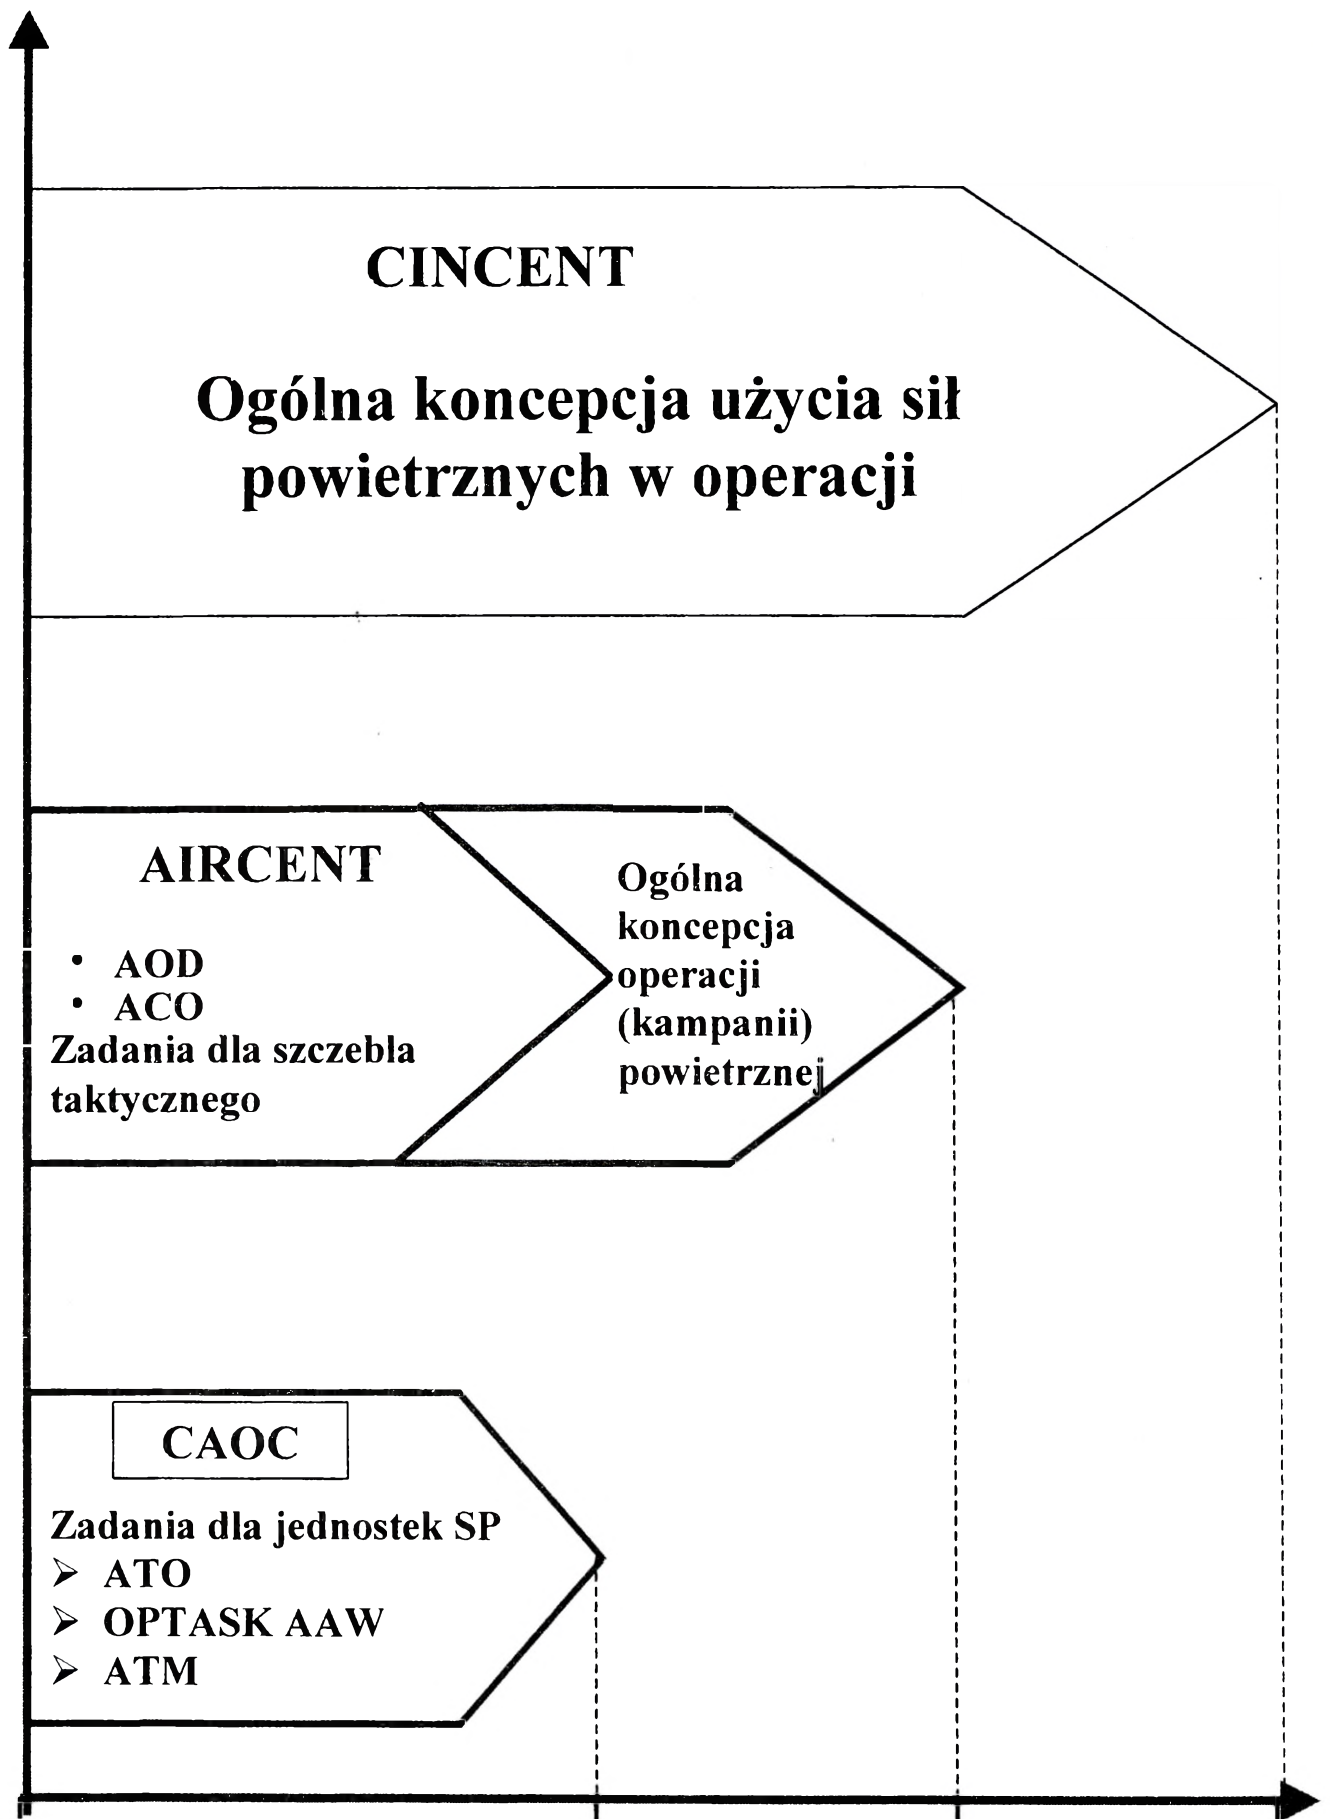 CINCENT
Ogólna koncepcja użycia sił
powietrznych w operacji
AIRCENT
• AOD
• ACO
Zadania dla szczebla
taktycznego
Ogólna
koncepcja
operacji
(kampanii)
powietrznej
CAOC
Zadania dla jednostek SP
➢ ATO
➢ OPTASK AAW
➢ ATM